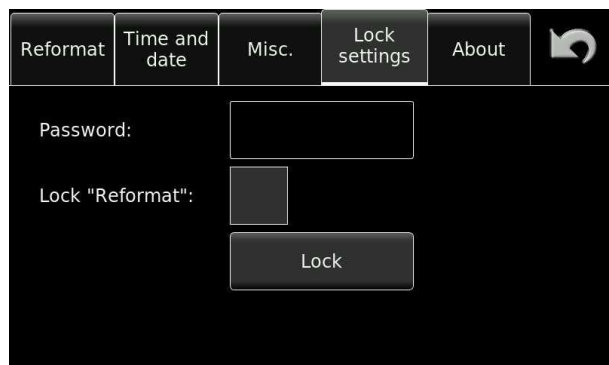 Reformat
Time and
date
Misc.
Lock
settings
About
Password:
Lock "Reformat":
Lock